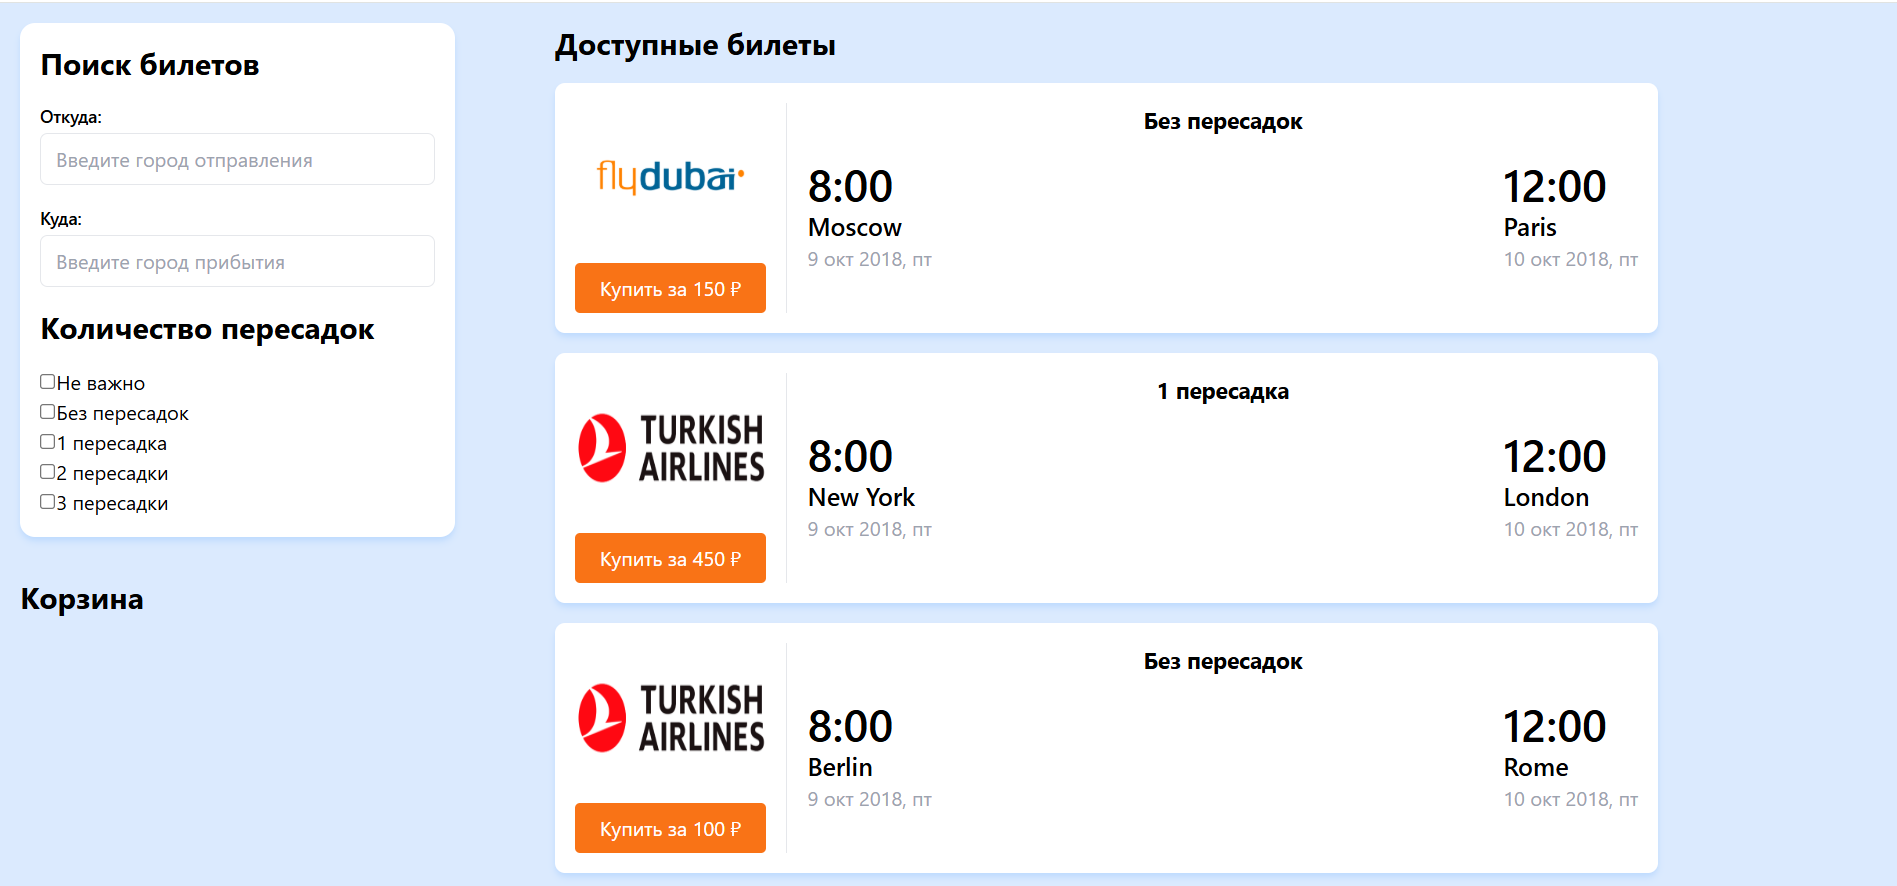 Поиск билетов
Откуда:
Введите город отправления
Куда:
Введите город прибытия
Количество пересадок
Не важно
Без пересадок
1 пересадка
2 пересадки
3 пересадки
Корзина
Доступные билеты
flydubai
Купить за 150 ₽
Без пересадок
8:00
Moscow
9 окт 2018, пт
12:00
Paris
10 окт 2018, пт
TURKISH
AIRLINES
Купить за 450 ₽
1 пересадка
8:00
New York
9 окт 2018, пт
12:00
London
10 окт 2018, пт
TURKISH
AIRLINES
Купить за 100 ₽
Без пересадок
8:00
Berlin
9 окт 2018, пт
12:00
Rome
10 окт 2018, пт